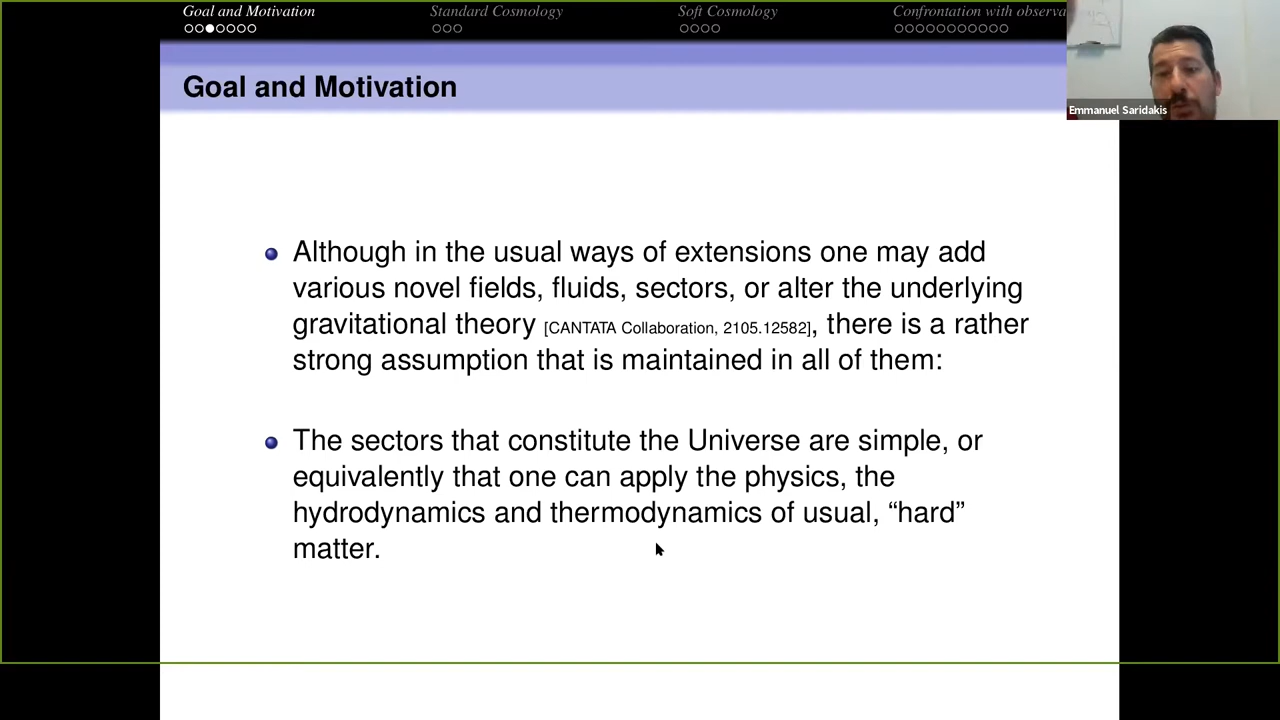 Goal and Motivation
Standard Cosmology
Soft Cosmology
Confrontation with observa
Emmanuel Saridakis
Goal and Motivation
Although in the usual ways of extensions one may add
various novel fields, fluids, sectors, or alter the underlying
gravitational theory [CANTATA Collaboration, 2105.12582], there is a rather
strong assumption that is maintained in all of them:
The sectors that constitute the Universe are simple, or
equivalently that one can apply the physics, the
hydrodynamics and thermodynamics of usual, “hard”
matter.